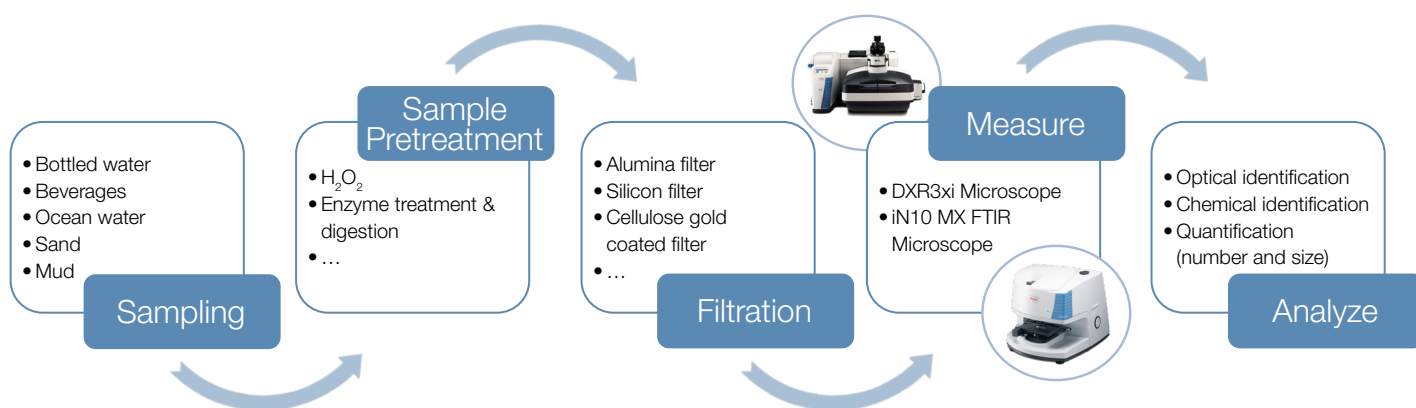 • Bottled water
• Beverages
• Ocean water
• Sand
• Mud
Sampling
Sample
Pretreatment
• H₂O₂
• Enzyme treatment &
digestion
• …
• Alumina filter
• Silicon filter
• Cellulose gold
coated filter
• …
Filtration
Measure
• DXR3xi Microscope
• iN10 MX FTIR
Microscope
• Optical identification
• Chemical identification
• Quantification
(number and size)
Analyze